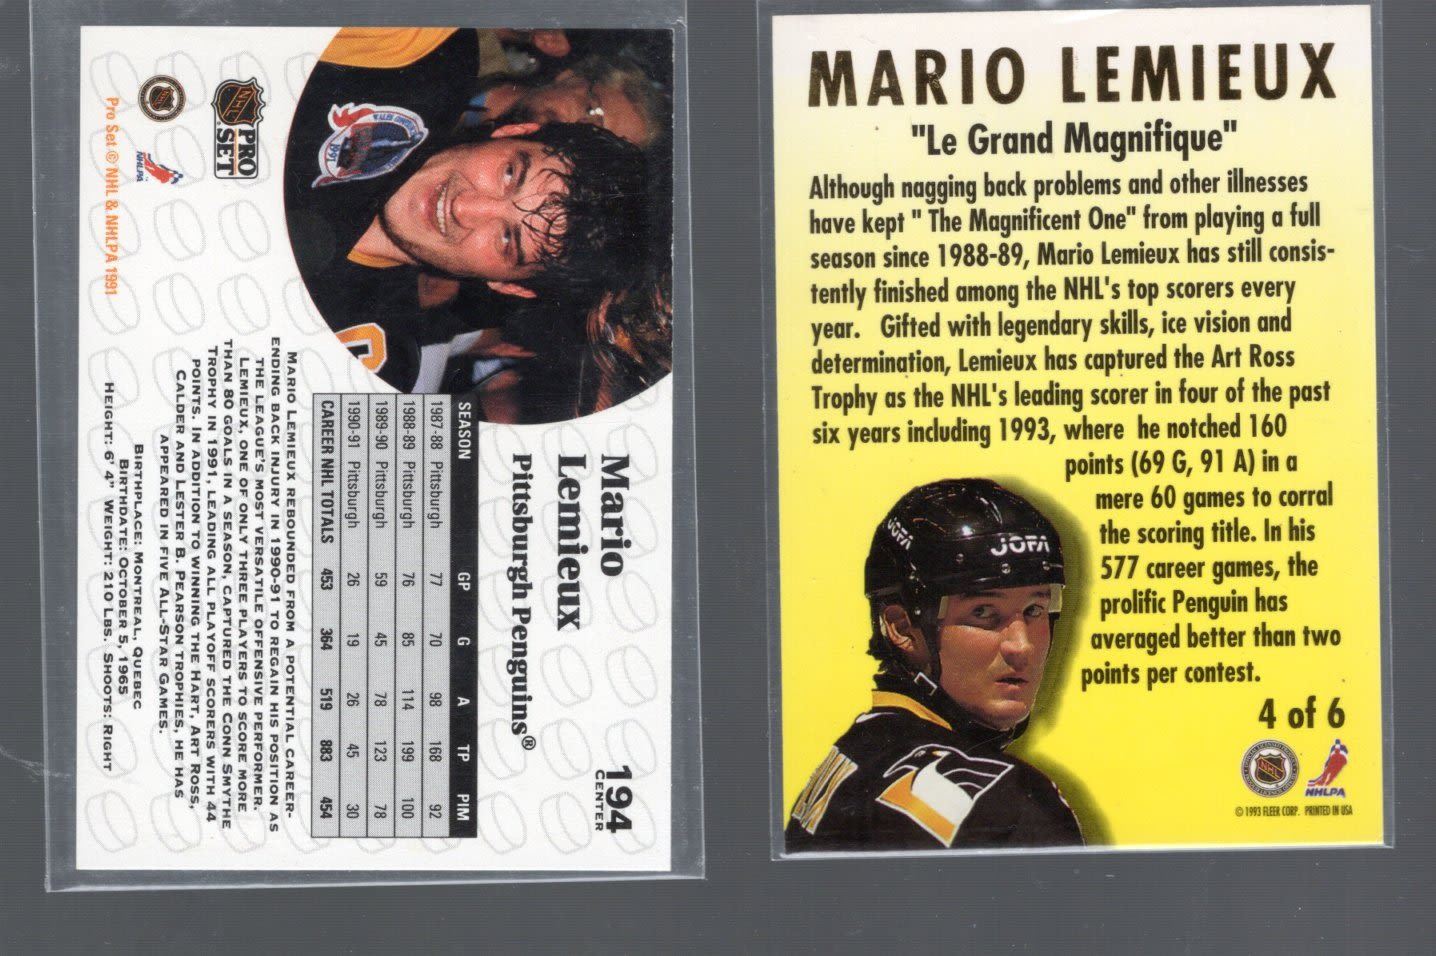 Mario
Lemieux
Pittsburgh Penguins®
194
CENTER
SEASON GP G A TP PIM
1987-88 Pittsburgh 77 70 98 168 92
1988-89 Pittsburgh 76 85 114 199 100
1989-90 Pittsburgh 59 45 78 123 78
1990-91 Pittsburgh 26 19 26 45 30
CAREER NHL TOTALS 453 364 519 883 454
MARIO LEMIEUX REBOUNDED FROM A POTENTIAL CAREER-
ENDING BACK INJURY IN 1990-91 TO REGAIN HIS POSITION AS
THE LEAGUE'S MOST VERSATILE OFFENSIVE PERFORMER.
LEMIEUX, ONE OF ONLY THREE PLAYERS TO SCORE MORE
THAN 80 GOALS IN A SEASON, CAPTURED THE CONN SMYTHE
TROPHY IN 1991, LEADING ALL PLAYOFF SCORERS WITH 44
POINTS. IN ADDITION TO WINNING THE HART, ART ROSS,
CALDER AND LESTER B. PEARSON TROPHIES, HE HAS
APPEARED IN FIVE ALL-STAR GAMES.
BIRTHPLACE: MONTREAL, QUEBEC
BIRTHDATE: OCTOBER 5, 1965
HEIGHT: 6' 4" WEIGHT: 210 LBS. SHOOTS: RIGHT
NHL
PRO
SET
NHLPA
Pro Set © NHL & NHLPA 1991
1991
MARIO LEMIEUX
"Le Grand Magnifique"
Although nagging back problems and other illnesses
have kept " The Magnificent One" from playing a full
season since 1988-89, Mario Lemieux has still consis-
tently finished among the NHL's top scorers every
year. Gifted with legendary skills, ice vision and
determination, Lemieux has captured the Art Ross
Trophy as the NHL's leading scorer in four of the past
six years including 1993, where he notched 160
points (69 G, 91 A) in a
mere 60 games to corral
the scoring title. In his
577 career games, the
prolific Penguin has
averaged better than two
points per contest.
JOFA
JOFA
4 of 6
NHL
NHLPA
© 1993 FLEER CORP. PRINTED IN USA